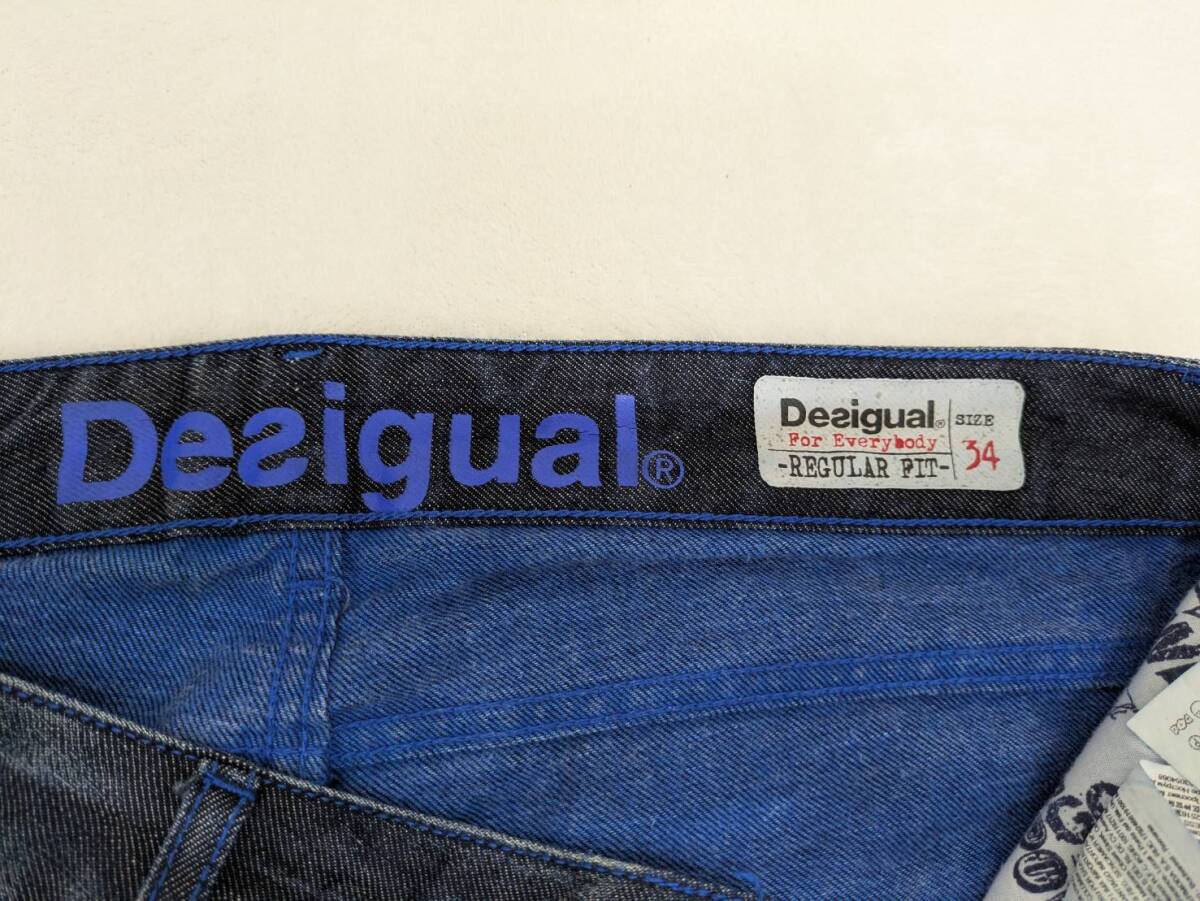 Desigual®
Desigual®
For Everybody
-REGULAR FIT-
SIZE
34